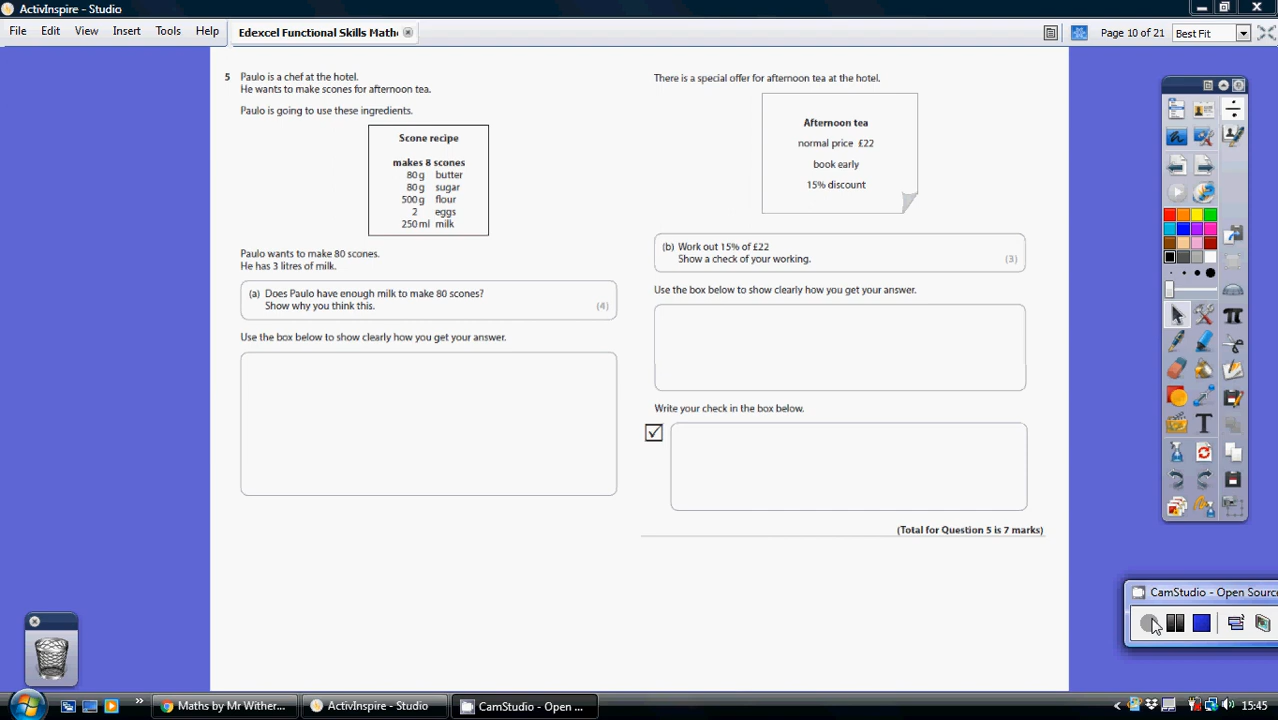 ActivInspire - Studio
File Edit View Insert Tools Help
Edexcel Functional Skills Mathe
Page 10 of 21
Best Fit
5 Paulo is a chef at the hotel.
He wants to make scones for afternoon tea.
Paulo is going to use these ingredients.
Scone recipe
makes 8 scones
80 g butter
80 g sugar
500 g flour
2 eggs
250 ml milk
Paulo wants to make 80 scones.
He has 3 litres of milk.
(a) Does Paulo have enough milk to make 80 scones?
Show why you think this.
(4)
Use the box below to show clearly how you get your answer.
There is a special offer for afternoon tea at the hotel.
Afternoon tea
normal price £22
book early
15% discount
(b) Work out 15% of £22
Show a check of your working.
(3)
Use the box below to show clearly how you get your answer.
Write your check in the box below.
(Total for Question 5 is 7 marks)
CamStudio - Open Source
Maths by Mr Wither...
ActivInspire - Studio
CamStudio - Open ...
15:45